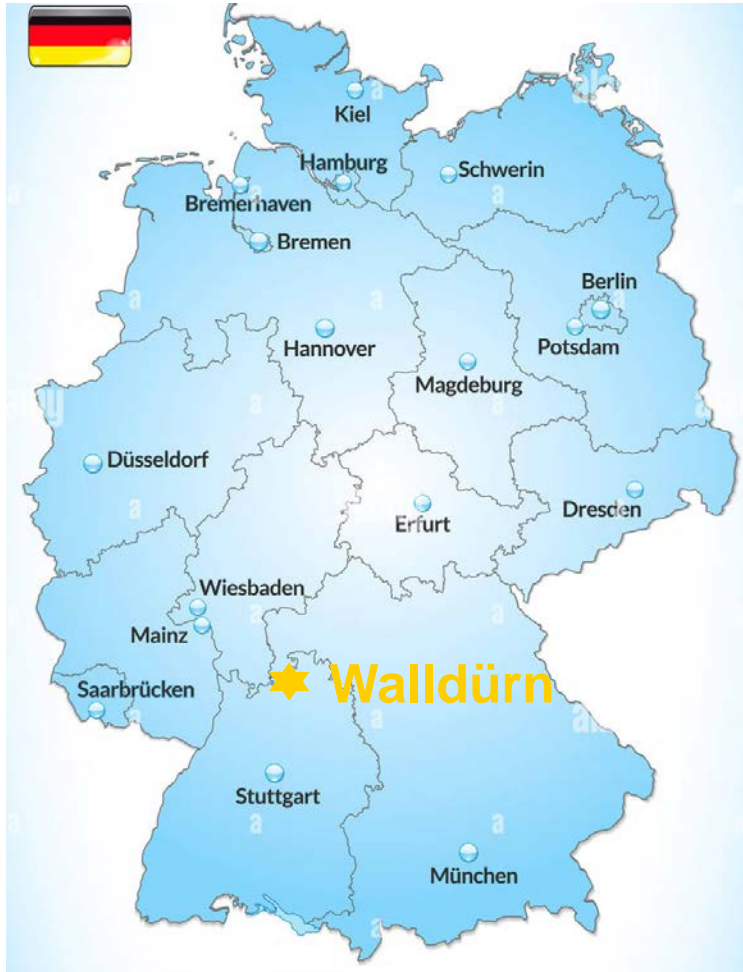 Kiel
Hamburg
Schwerin
Bremerhaven
Bremen
Berlin
Hannover
Potsdam
Magdeburg
Düsseldorf
Erfurt
Dresden
Wiesbaden
Mainz
Saarbrücken
Walldürn
Stuttgart
München
a
a
a
a
a
a
a
a
a
a